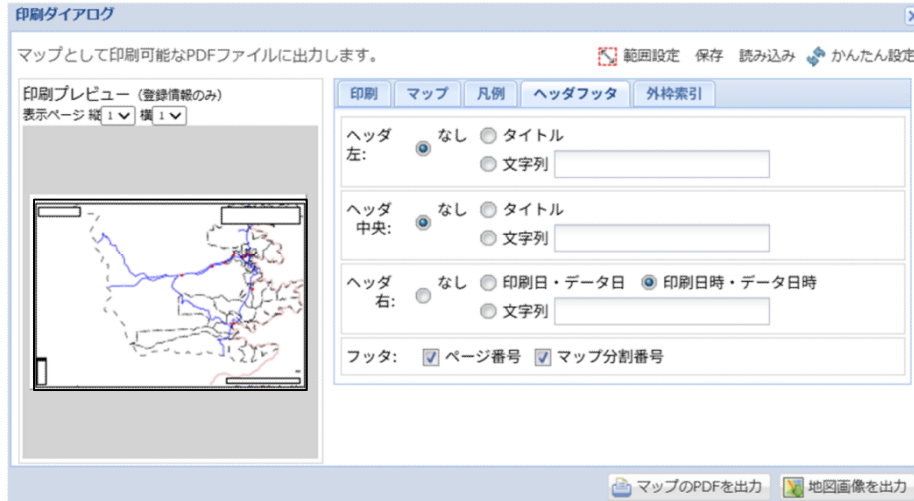 印刷ダイアログ
マップとして印刷可能なPDFファイルに出力します。
範囲設定 保存 読み込み かんたん設定
印刷プレビュー (登録情報のみ)
表示ページ 縦 1 横 1
印刷 マップ 凡例 ヘッダフッタ 外枠索引
ヘッダ左: なし タイトル
文字列
ヘッダ中央: なし タイトル
文字列
ヘッダ右: なし 印刷日・データ日 印刷日時・データ日時
文字列
フッタ: ページ番号 マップ分割番号
マップのPDFを出力 地図画像を出力